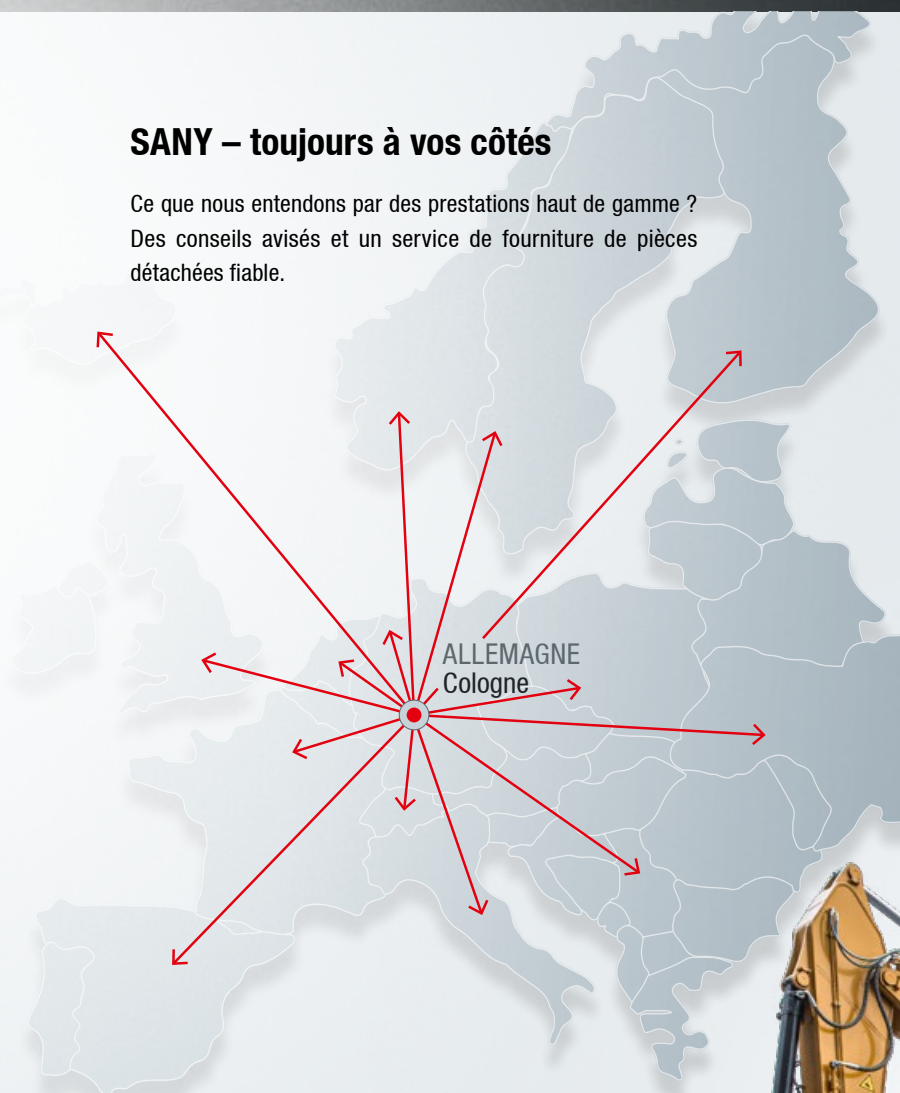 SANY – toujours à vos côtés
Ce que nous entendons par des prestations haut de gamme ?
Des conseils avisés et un service de fourniture de pièces
détachées fiable.
ALLEMAGNE
Cologne